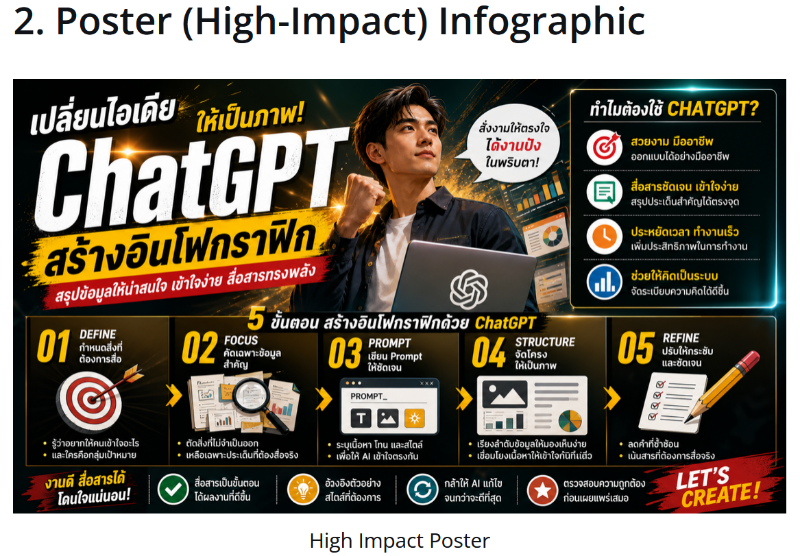 2. Poster (High-Impact) Infographic
เปลี่ยนไอเดีย
ให้เป็นภาพ!
ChatGPT
สร้างอินโฟกราฟิก
สรุปข้อมูลให้น่าสนใจ เข้าใจง่าย สื่อสารทรงพลัง
สั่งงานให้ตรงใจ
ได้งานปัง
ในพริบตา!
ทำไมต้องใช้ CHATGPT?
สวยงาม มืออาชีพ
ออกแบบได้อย่างมืออาชีพ
สื่อสารชัดเจน เข้าใจง่าย
สรุปประเด็นสำคัญได้ตรงจุด
ประหยัดเวลา ทำงานเร็ว
เพิ่มประสิทธิภาพในการทำงาน
ช่วยให้คิดเป็นระบบ
จัดระเบียบความคิดได้ดีขึ้น
5 ขั้นตอน สร้างอินโฟกราฟิกด้วย ChatGPT
01 DEFINE
กำหนดสิ่งที่
ต้องการสื่อ
• รู้ว่าอยากให้คนเข้าใจอะไร
• และใครคือกลุ่มเป้าหมาย
02 FOCUS
คัดเฉพาะข้อมูล
สำคัญ
• ตัดสิ่งที่ไม่จำเป็นออก
• เหลือเฉพาะประเด็นที่ต้องสื่อจริง
03 PROMPT
เขียน Prompt
ให้ชัดเจน
PROMPT_
T
• ระบุเนื้อหา โทน และสไตล์
• เพื่อให้ AI เข้าใจตรงกัน
04 STRUCTURE
จัดโครง
ให้เป็นภาพ
• เรียงลำดับข้อมูลให้มองเห็นง่าย
• เชื่อมโยงเนื้อหาให้เข้าใจทันที
05 REFINE
ปรับให้กระชับ
และชัดเจน
• ลดคำที่ซ้ำซ้อน
• เน้นสารที่ต้องการสื่อจริง
งานดี สื่อสารได้
โดนใจแน่นอน!
สื่อสารเป็นขั้นตอน
ได้ผลงานที่ดีขึ้น
อ้างอิงตัวอย่าง
สไตล์ที่ต้องการ
กล้าให้ AI แก้ไข
จนกว่าจะดีที่สุด
ตรวจสอบความถูกต้อง
ก่อนเผยแพร่เสมอ
LET'S
CREATE!
High Impact Poster